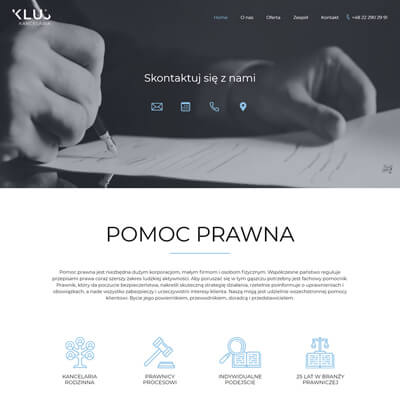 KLUŚ
KANCELARIA
Home O nas Oferta Zespół Kontakt +48 22 290 29 91
Skontaktuj się z nami
POMOC PRAWNA
Pomoc prawna jest niezbędna dużym korporacjom, małym firmom i osobom fizycznym. Współczesne państwo reguluje
przepisami prawa coraz szerszy zakres ludzkiej aktywności. Aby poruszać się w tym gąszczu potrzebny jest fachowy pomocnik.
Prawnik, który da poczucie bezpieczeństwa, nakreśli skuteczną strategię działania, rzetelnie poinformuje o uprawnieniach i
obowiązkach, a nade wszystko zabezpieczy i urzeczywistni interesy klienta. Naszą misją jest udzielanie wszechstronnej pomocy
klientowi. Bycie jego powiernikiem, przewodnikiem, doradcą i przedstawicielem.
KANCELARIA
RODZINNA
PRAWNICY
PROCESOWI
INDYWIDUALNE
PODEJŚCIE
25 LAT W BRANŻY
PRAWNICZEJ